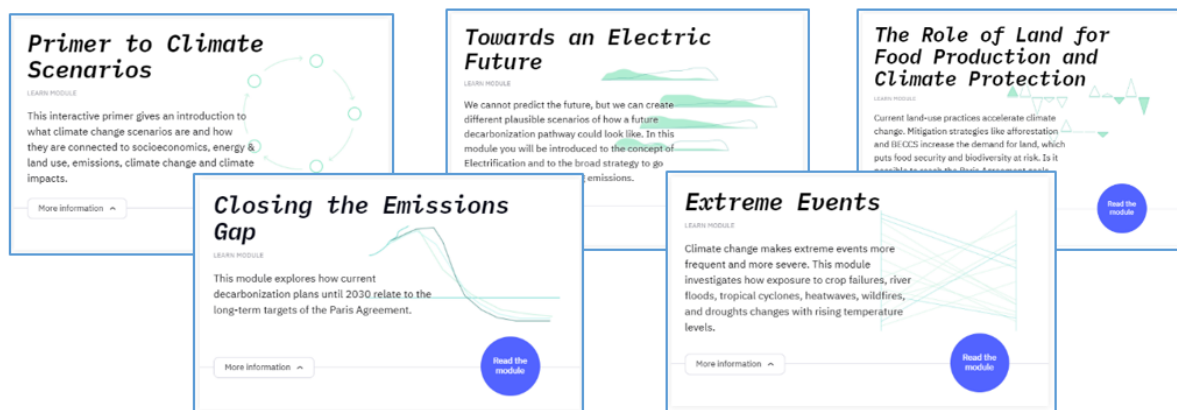 Primer to Climate
Scenarios
LEARN MODULE
This interactive primer gives an introduction to
what climate change scenarios are and how
they are connected to socioeconomics, energy &
land use, emissions, climate change and climate
impacts.
More information
Towards an Electric
Future
LEARN MODULE
We cannot predict the future, but we can create
different plausible scenarios of how a future
decarbonization pathway could look like. In this
module you will be introduced to the concept of
Electrification and to the broad strategy to go
emissions.
The Role of Land for
Food Production and
Climate Protection
LEARN MODULE
Current land-use practices accelerate climate
change. Mitigation strategies like afforestation
and BECCS increase the demand for land, which
puts food security and biodiversity at risk. Is it
possible to reach the Paris Agreement goals
Read the
module
Closing the Emissions
Gap
LEARN MODULE
This module explores how current
decarbonization plans until 2030 relate to the
long-term targets of the Paris Agreement.
More information
Read the
module
Extreme Events
LEARN MODULE
Climate change makes extreme events more
frequent and more severe. This module
investigates how exposure to crop failures, river
floods, tropical cyclones, heatwaves, wildfires,
and droughts changes with rising temperature
levels.
More information
Read the
module